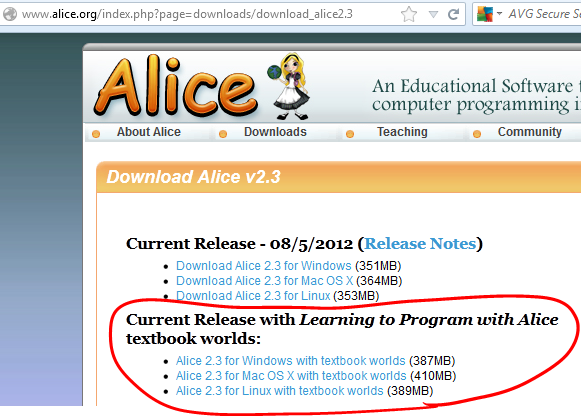 www.alice.org/index.php?page=downloads/download_alice2.3
AVG Secure Se
Alice
An Educational Software
computer programming in
About Alice
Downloads
Teaching
Community
Download Alice v2.3
Current Release - 08/5/2012 (Release Notes)
Download Alice 2.3 for Windows (351MB)
Download Alice 2.3 for Mac OS X (364MB)
Download Alice 2.3 for Linux (353MB)
Current Release with Learning to Program with Alice
textbook worlds:
Alice 2.3 for Windows with textbook worlds (387MB)
Alice 2.3 for Mac OS X with textbook worlds (410MB)
Alice 2.3 for Linux with textbook worlds (389MB)